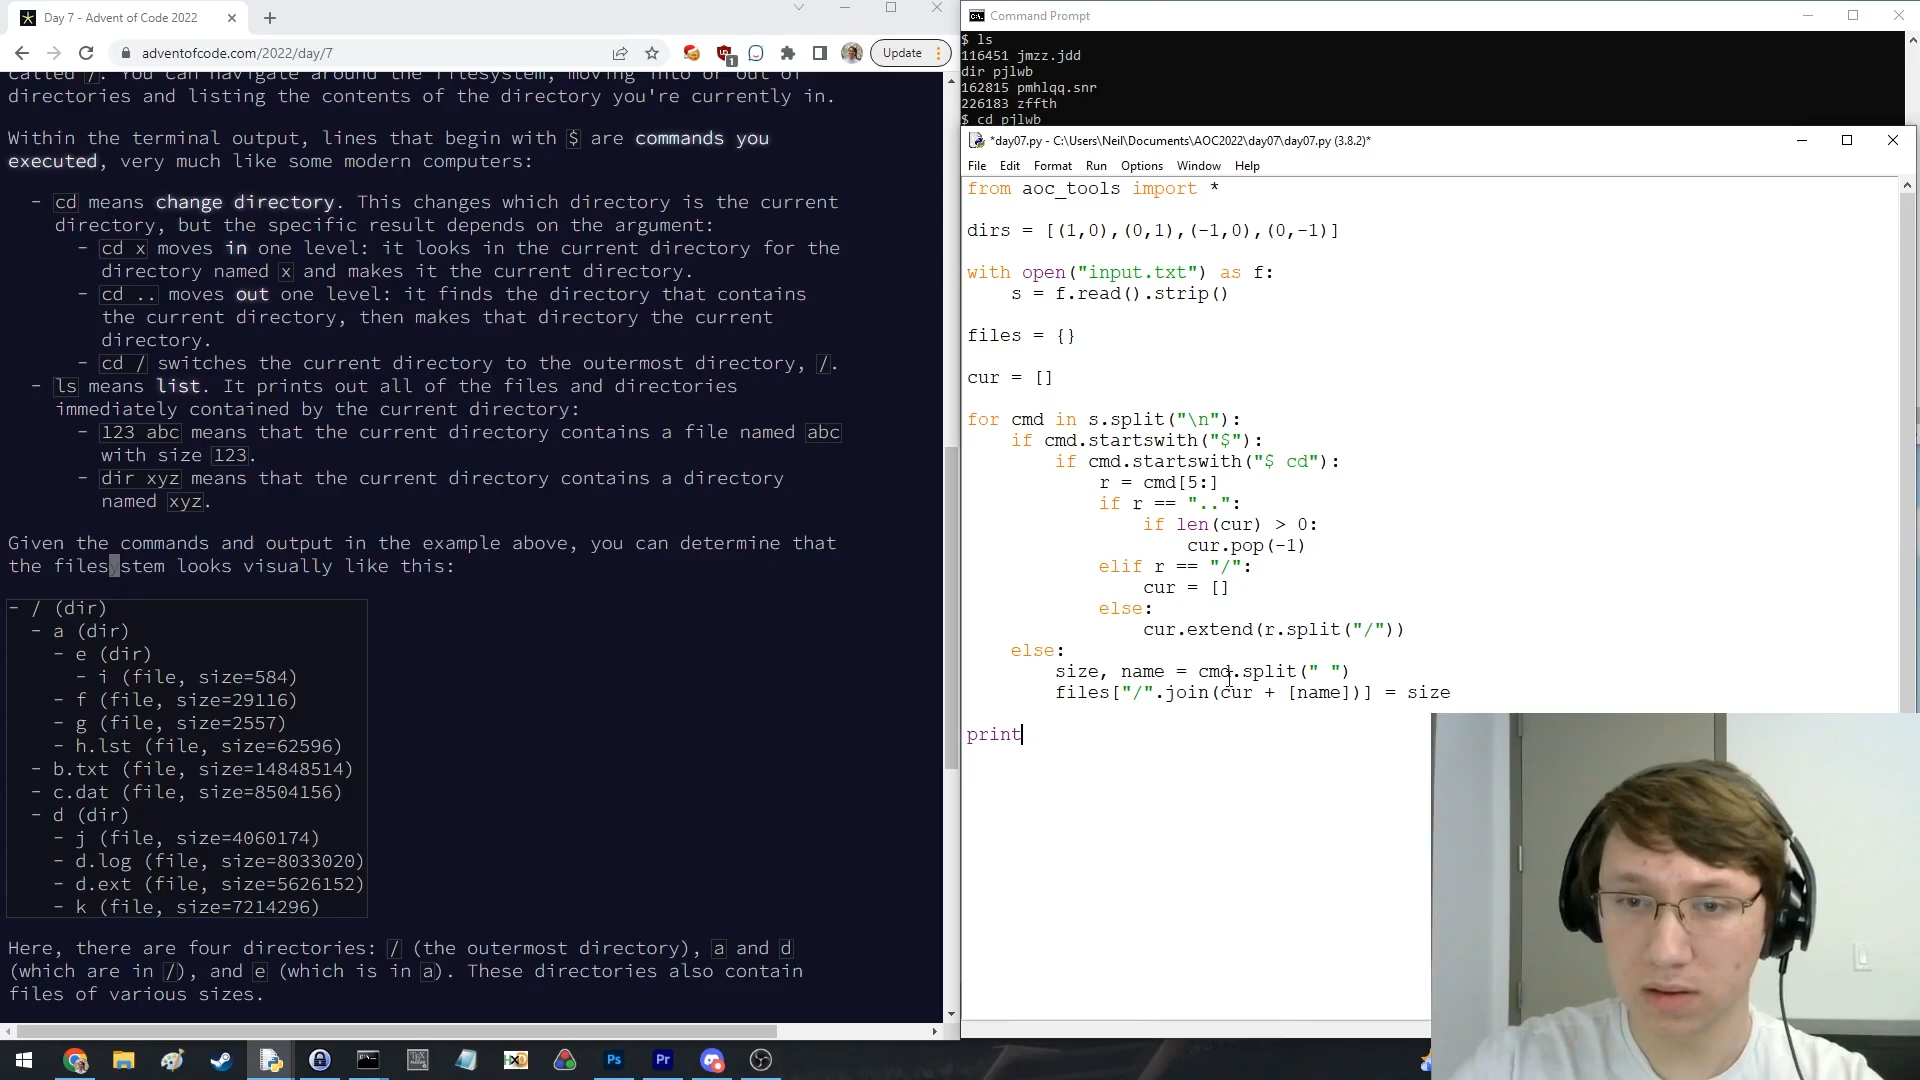 Day 7 - Advent of Code 2022
adventofcode.com/2022/day/7
Update
called /. You can navigate around the filesystem, moving into or out of
directories and listing the contents of the directory you're currently in.
Within the terminal output, lines that begin with $ are commands you
executed, very much like some modern computers:
- cd means change directory. This changes which directory is the current
directory, but the specific result depends on the argument:
- cd x moves in one level: it looks in the current directory for the
directory named x and makes it the current directory.
- cd .. moves out one level: it finds the directory that contains
the current directory, then makes that directory the current
directory.
- cd / switches the current directory to the outermost directory, /.
- ls means list. It prints out all of the files and directories
immediately contained by the current directory:
- 123 abc means that the current directory contains a file named abc
with size 123.
- dir xyz means that the current directory contains a directory
named xyz.
Given the commands and output in the example above, you can determine that
the filesystem looks visually like this:
- / (dir)
- a (dir)
- e (dir)
- i (file, size=584)
- f (file, size=29116)
- g (file, size=2557)
- h.lst (file, size=62596)
- b.txt (file, size=14848514)
- c.dat (file, size=8504156)
- d (dir)
- j (file, size=4060174)
- d.log (file, size=8033020)
- d.ext (file, size=5626152)
- k (file, size=7214296)
Here, there are four directories: / (the outermost directory), a and d
(which are in /), and e (which is in a). These directories also contain
files of various sizes.
Command Prompt
$ ls
116451 jmzz.jdd
dir pjlwb
162815 pmhlqq.snr
226183 zffth
$ cd pjlwb
*day07.py - C:\Users\Neil\Documents\AOC2022\day07\day07.py (3.8.2)*
File Edit Format Run Options Window Help
from aoc_tools import *
dirs = [(1,0),(0,1),(-1,0),(0,-1)]
with open("input.txt") as f:
    s = f.read().strip()
files = {}
cur = []
for cmd in s.split("\n"):
    if cmd.startswith("$"):
        if cmd.startswith("$ cd"):
            r = cmd[5:]
            if r == "..":
                if len(cur) > 0:
                    cur.pop(-1)
            elif r == "/":
                cur = []
            else:
                cur.extend(r.split("/"))
    else:
        size, name = cmd.split(" ")
        files["/".join(cur + [name])] = size
print
Ps
Pr